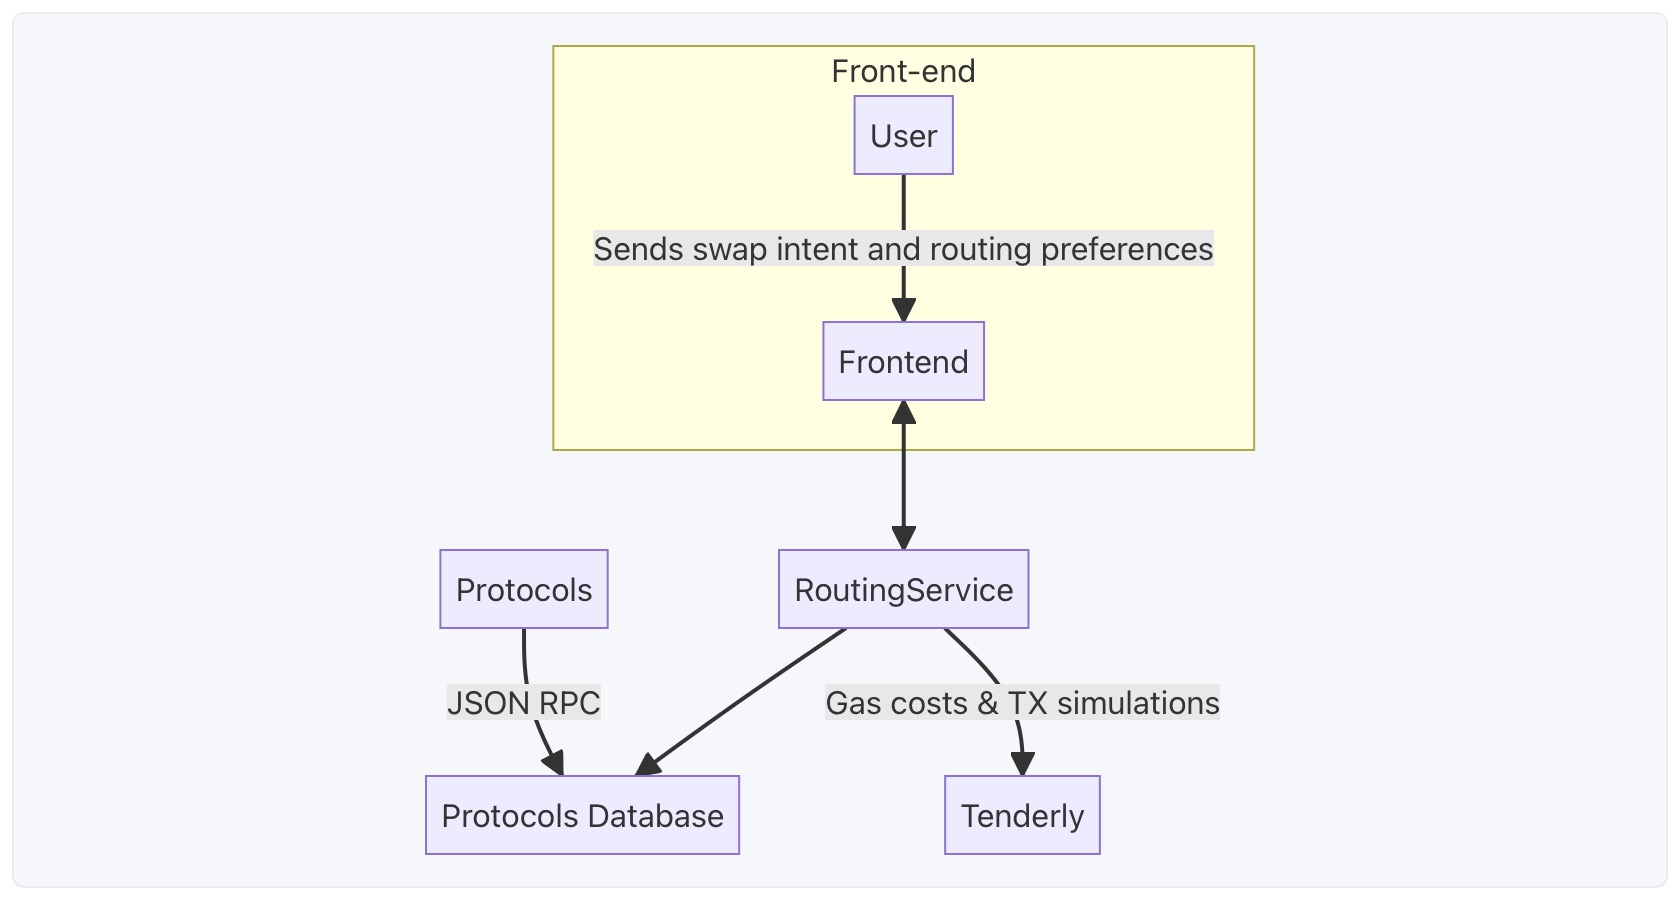 Front-end
User
Sends swap intent and routing preferences
Frontend
Protocols
RoutingService
JSON RPC
Gas costs & TX simulations
Protocols Database
Tenderly